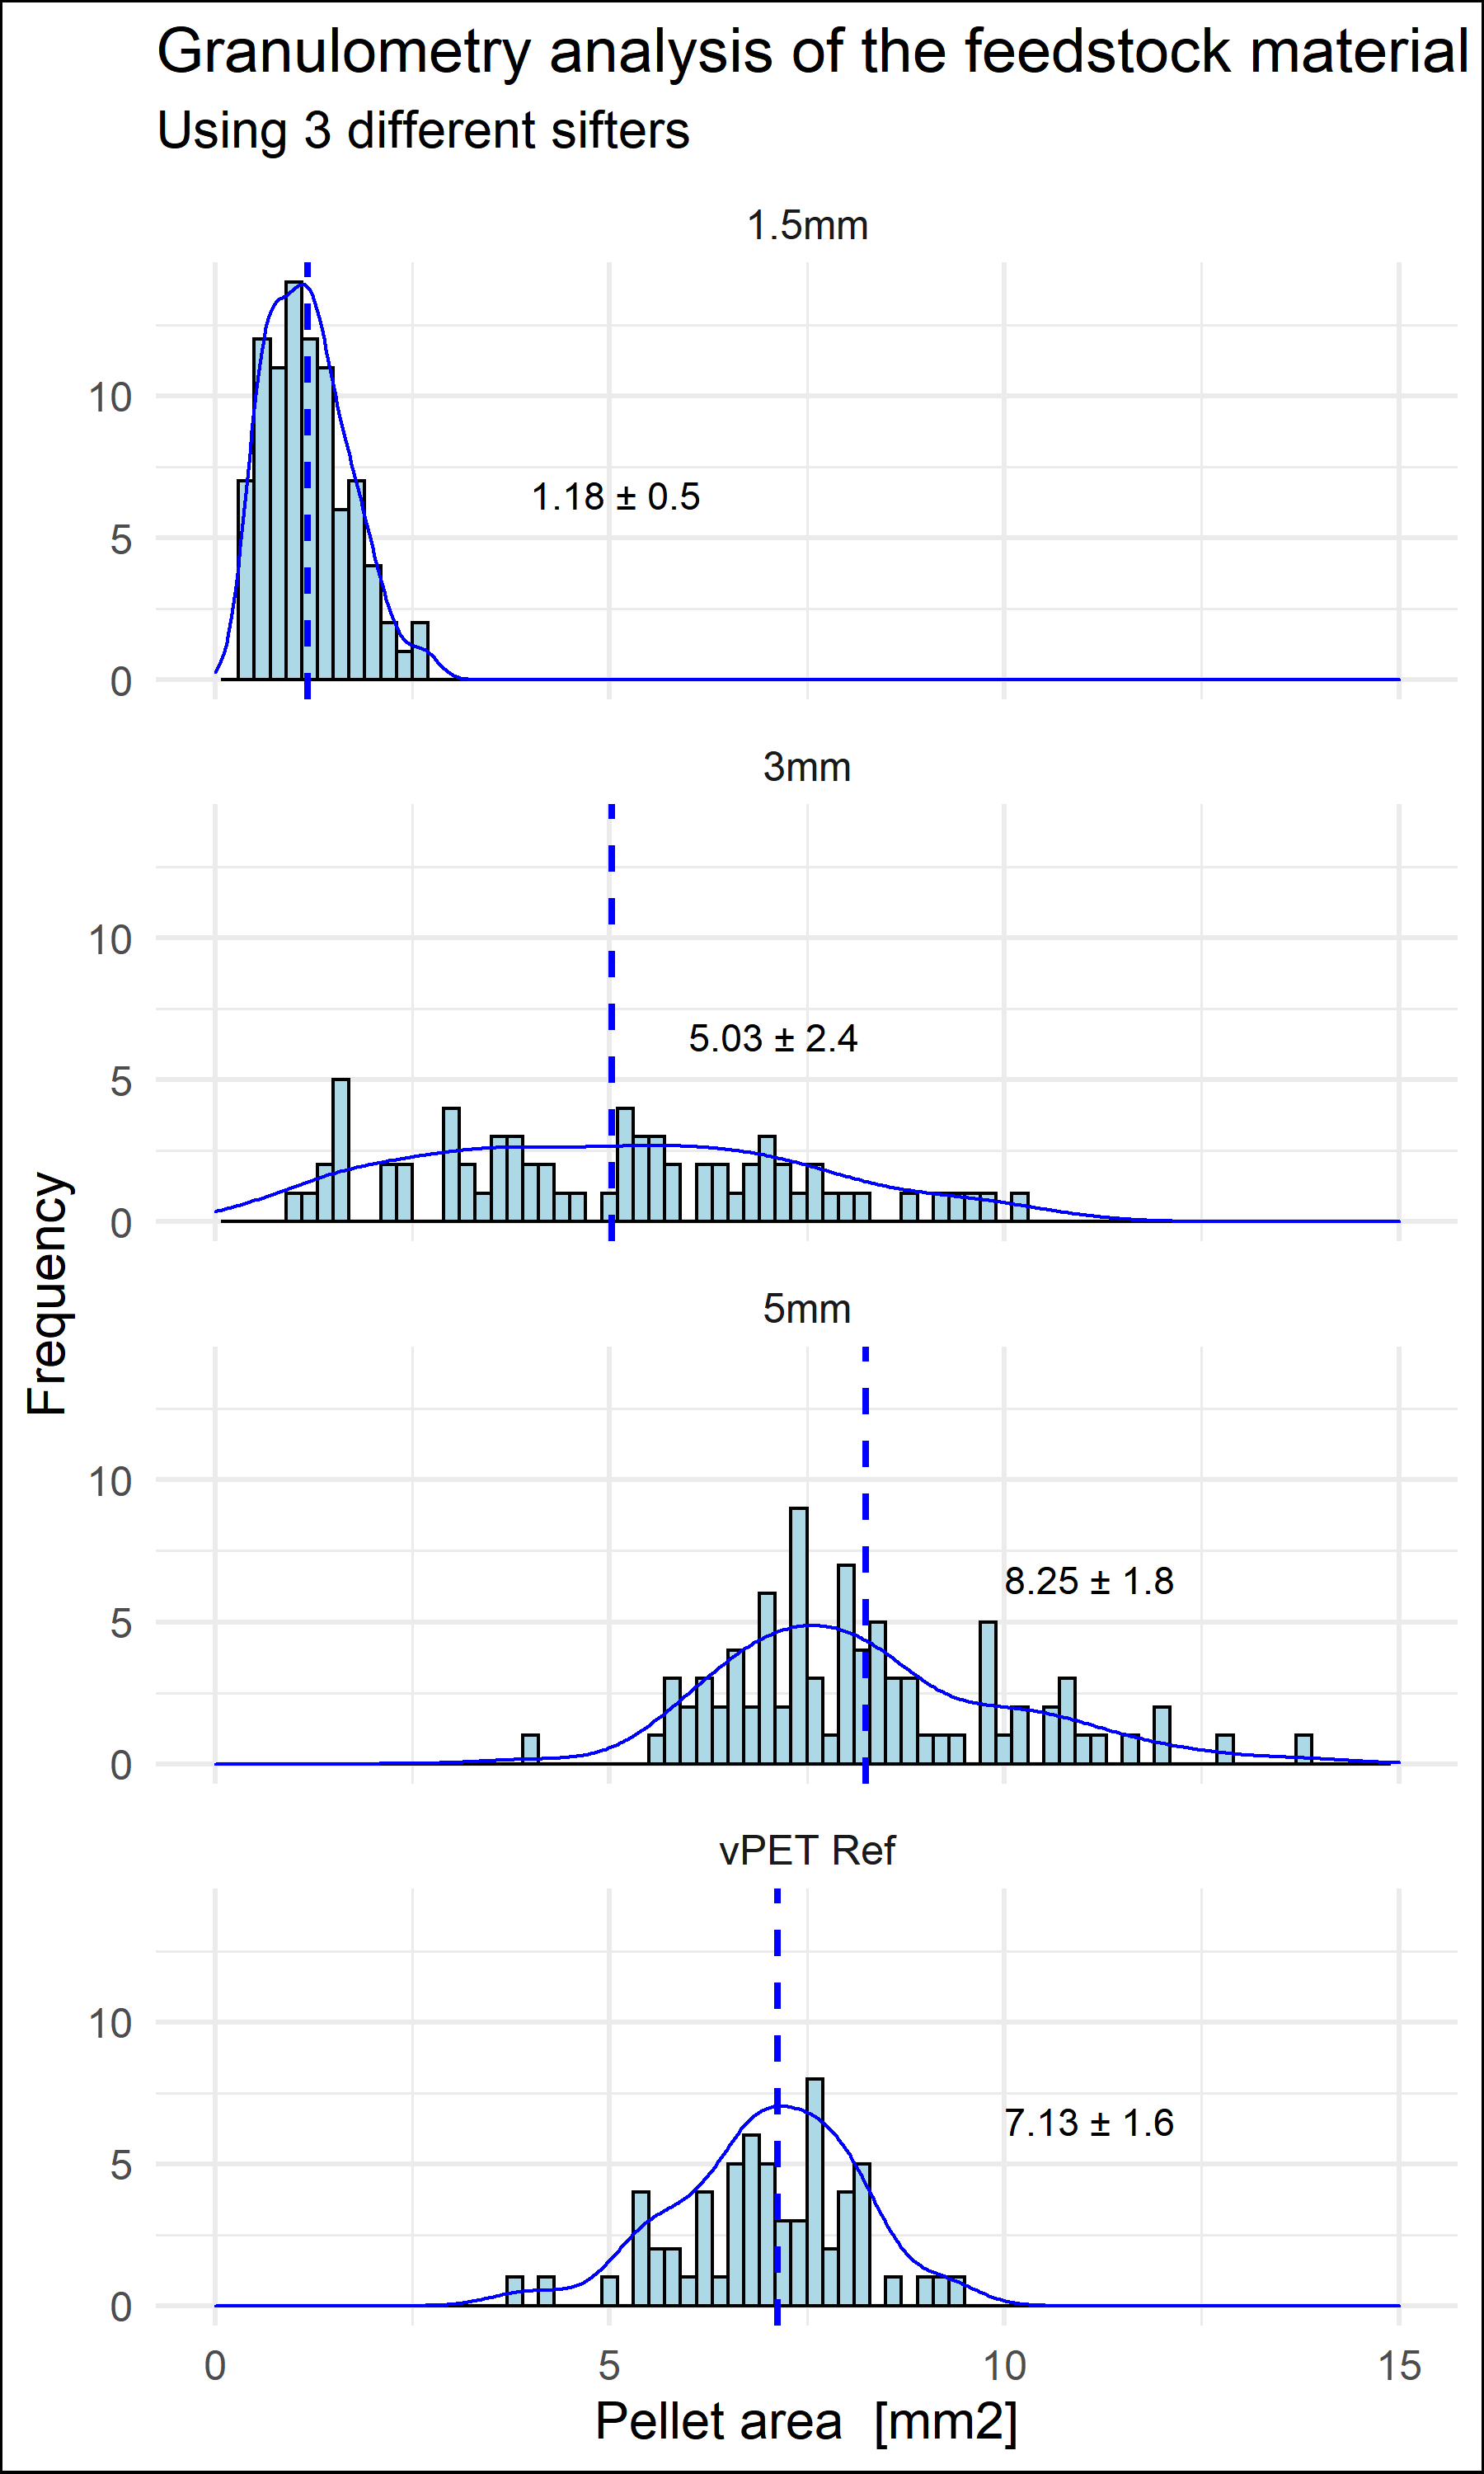 Granulometry analysis of the feedstock material
Using 3 different sifters
1.5mm
10
5
0
1.18 ± 0.5
3mm
10
5
0
5.03 ± 2.4
Frequency
5mm
10
5
0
8.25 ± 1.8
vPET Ref
10
5
0
7.13 ± 1.6
0 5 10 15
Pellet area [mm2]